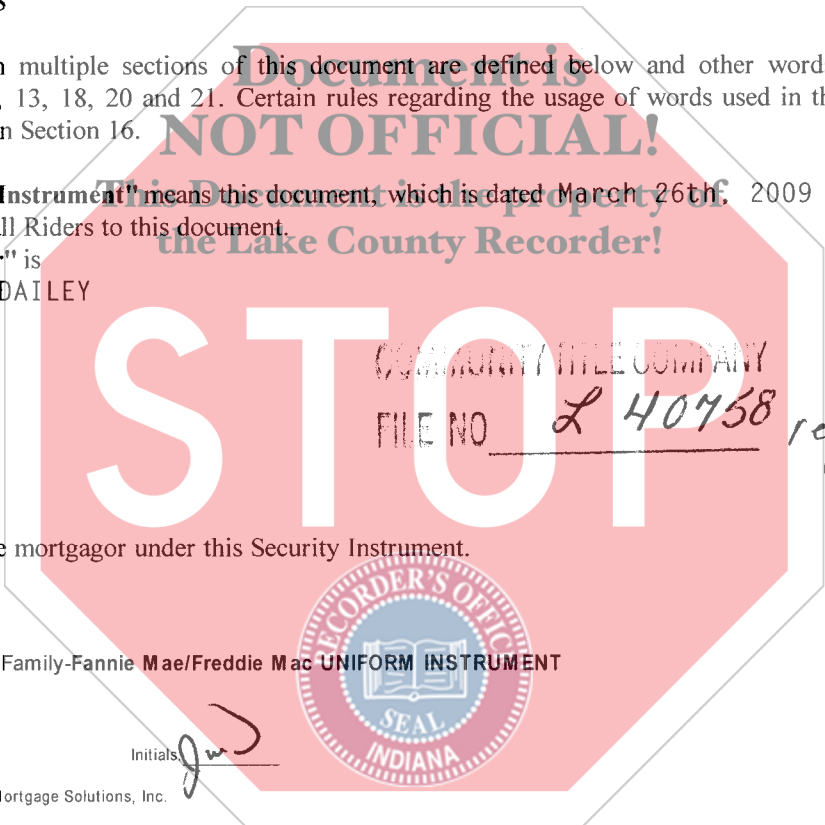 s
n multiple sections of this document are defined below and other word
, 13, 18, 20 and 21. Certain rules regarding the usage of words used in th
n Section 16.
Document is
NOT OFFICIAL!
This Document is the property of
the Lake County Recorder!
Instrument" means this document, which is dated March 26th, 2009
ll Riders to this document.
r" is
DAILEY
STOP
COMMUNITY TITLE COMPANY
FILE NO L 40758
e mortgagor under this Security Instrument.
RECORDER'S OFFICE
SEAL
INDIANA
Family-Fannie Mae/Freddie Mac UNIFORM INSTRUMENT
Initials:
ortgage Solutions, Inc.